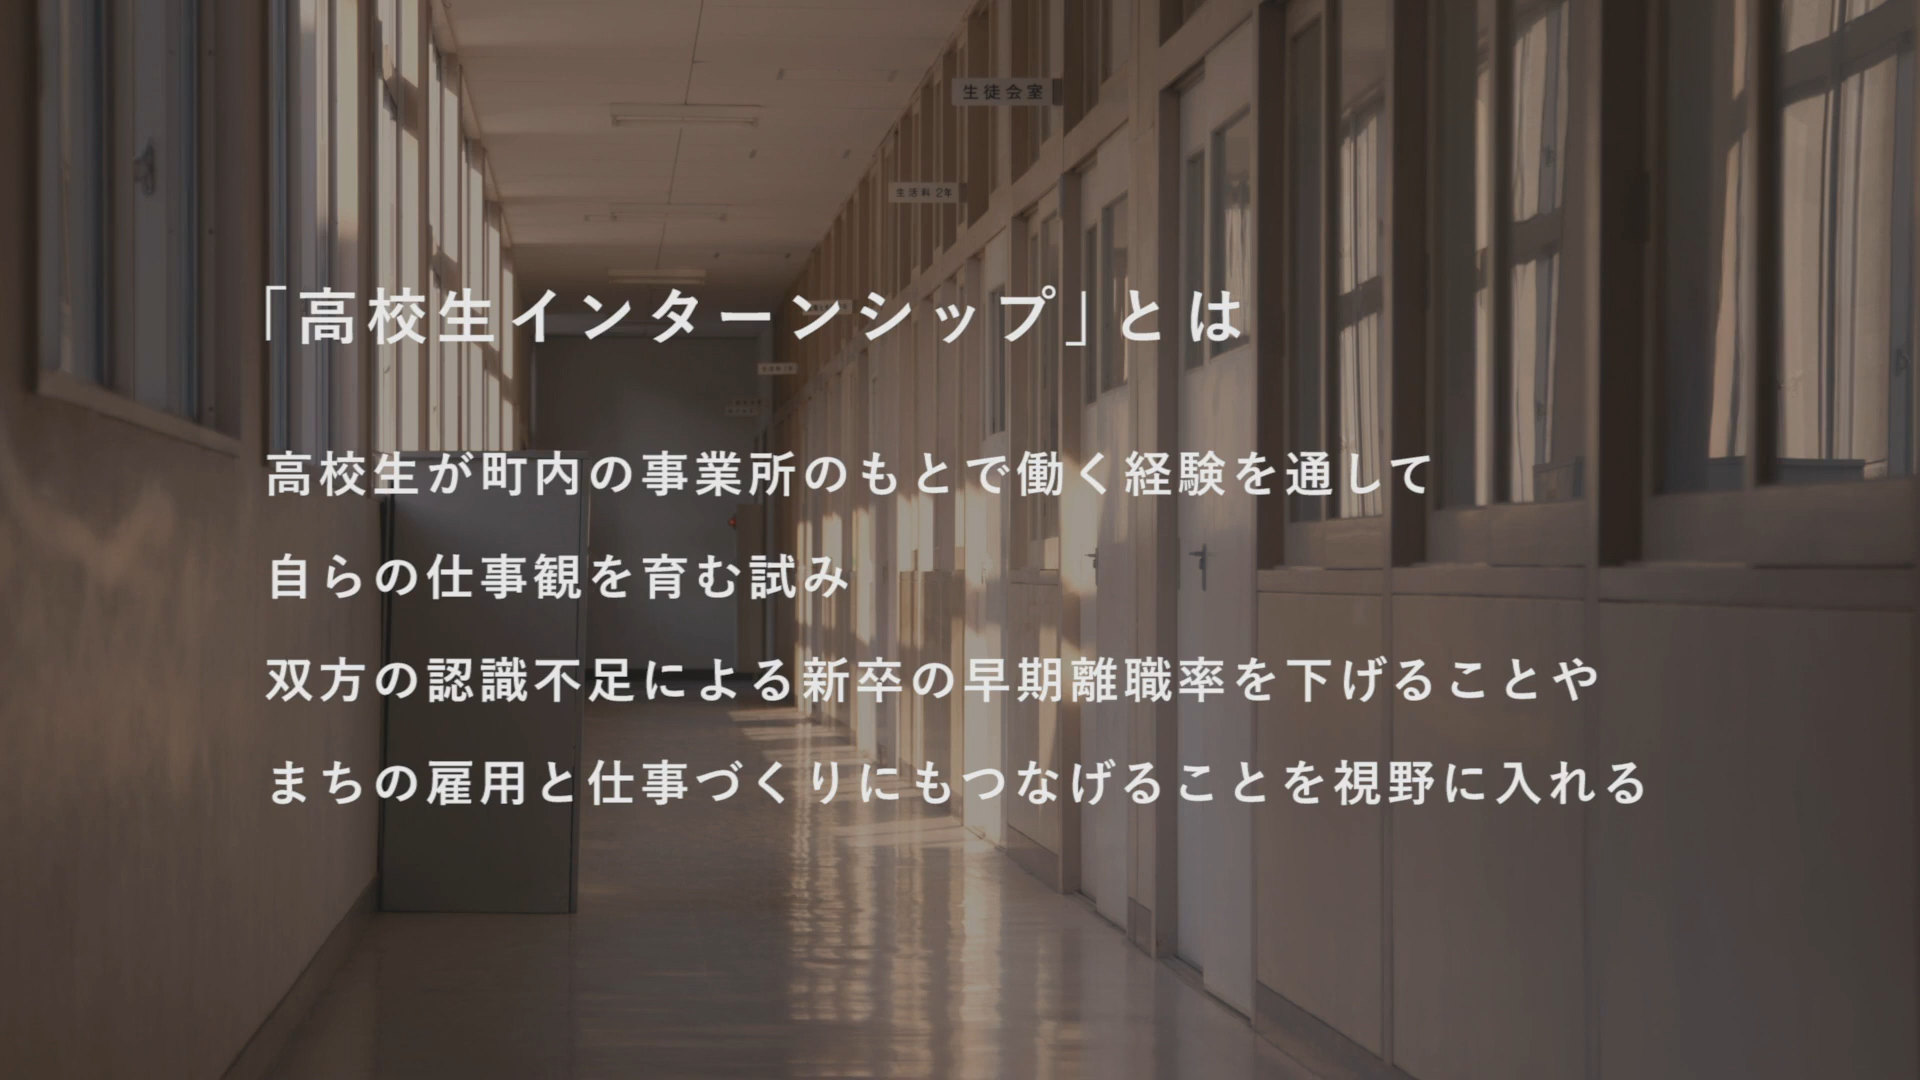 生徒会室
生活科 2年
「高校生インターンシップ」とは
高校生が町内の事業所のもとで働く経験を通して
自らの仕事観を育む試み
双方の認識不足による新卒の早期離職率を下げることや
まちの雇用と仕事づくりにもつなげることを視野に入れる